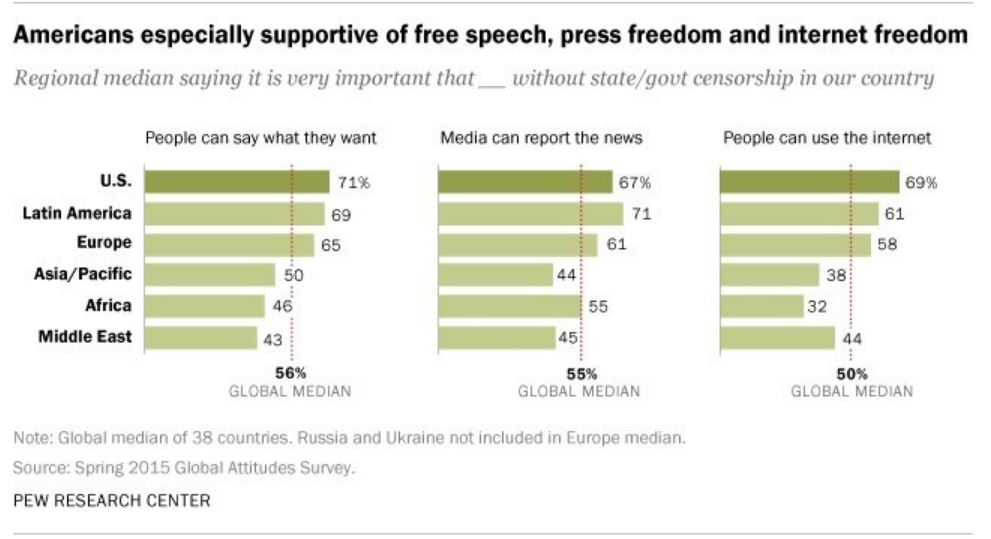 Americans especially supportive of free speech, press freedom and internet freedom
Regional median saying it is very important that __ without state/govt censorship in our country
People can say what they want Media can report the news People can use the internet
U.S. 71% 67% 69%
Latin America 69 71 61
Europe 65 61 58
Asia/Pacific 50 44 38
Africa 46 55 32
Middle East 43 45 44
56% 55% 50%
GLOBAL MEDIAN GLOBAL MEDIAN GLOBAL MEDIAN
Note: Global median of 38 countries. Russia and Ukraine not included in Europe median.
Source: Spring 2015 Global Attitudes Survey.
PEW RESEARCH CENTER